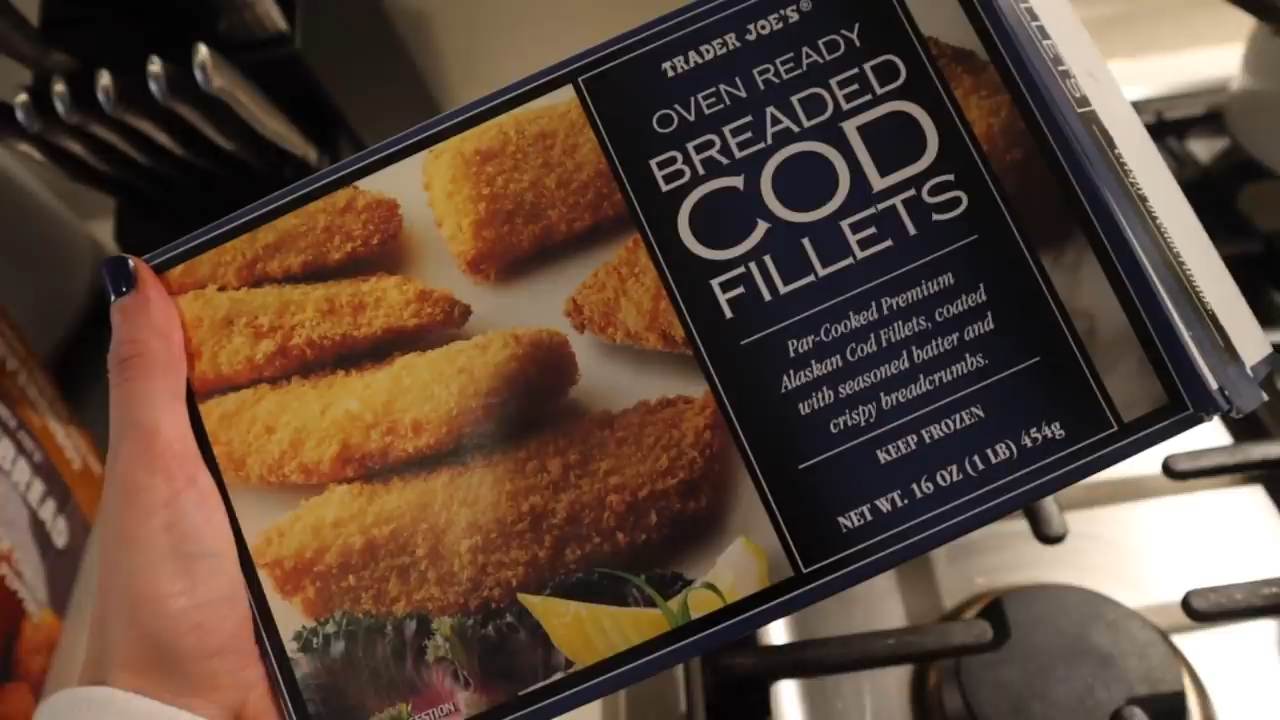 TRADER JOE'S®
OVEN READY
BREADED
COD
FILLETS
Par-Cooked Premium
Alaskan Cod Fillets, coated
with seasoned batter and
crispy breadcrumbs.
KEEP FROZEN
NET WT. 16 OZ (1 LB) 454g